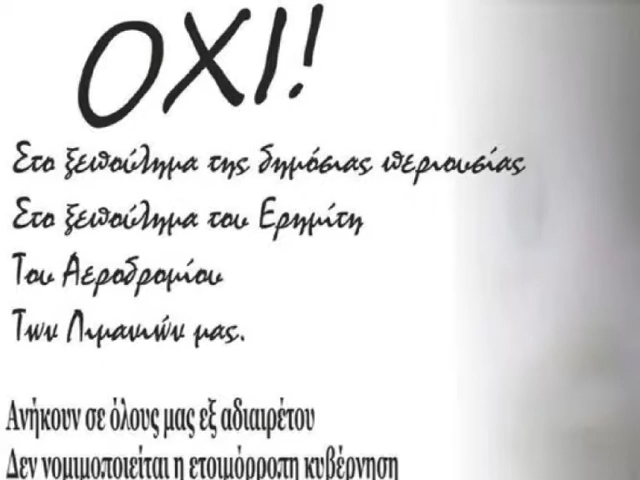 ΟΧΙ!
Στο ξεπούλημα της δημόσιας περιουσίας
Στο ξεπούλημα του Ερημίτη
Του Αεροδρομίου
Των Λιμανιών μας.
Ανήκουν σε όλους μας εξ αδιαιρέτου
Δεν νομιμοποιείται η ετοιμόρροπη κυβέρνηση